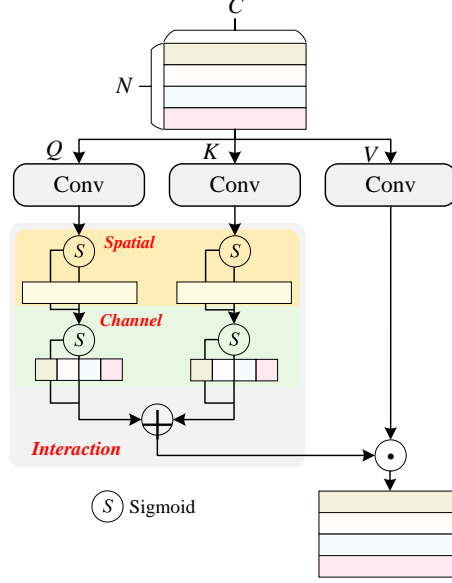 C
N
Q K V
Conv Conv Conv
S Spatial S
Channel
S S
Interaction
S Sigmoid